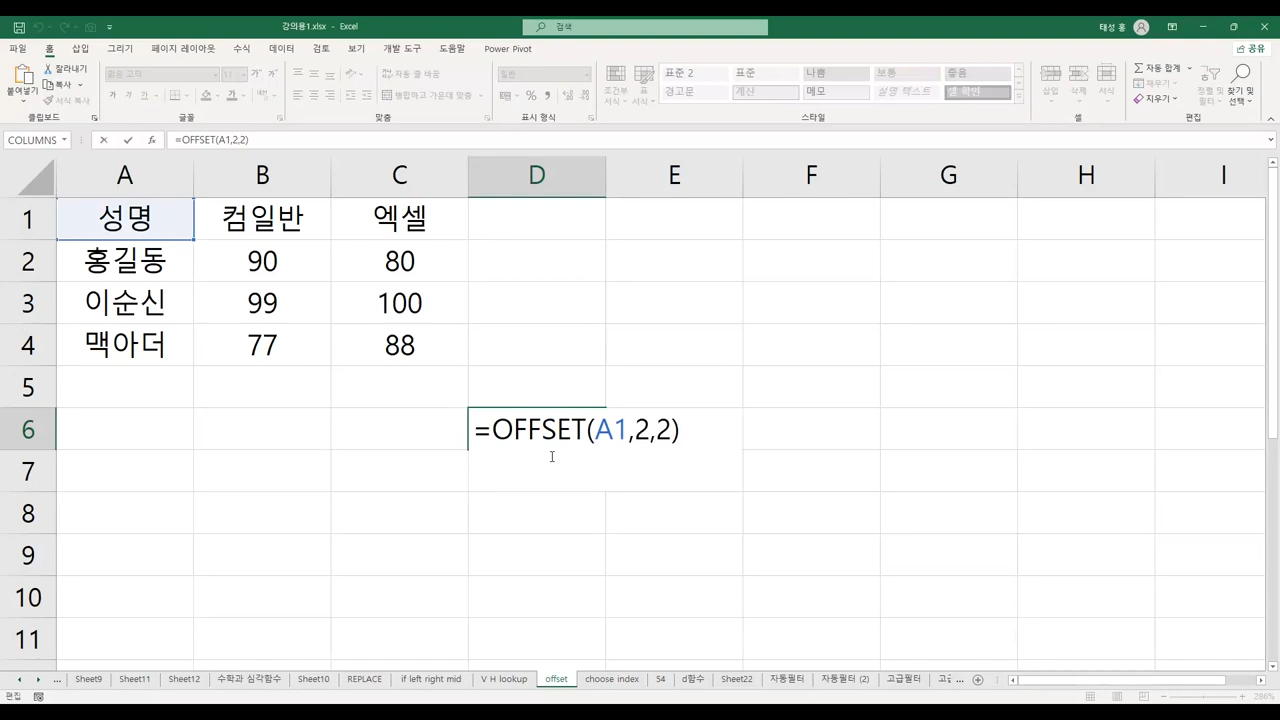 강의용1.xlsx - Excel
검색
태성 홍
파일 홈 삽입 그리기 페이지 레이아웃 수식 데이터 검토 보기 개발 도구 도움말 Power Pivot
공유
붙여넣기
잘라내기
복사
서식 복사
맑은 고딕
11
가 가 가
자동 줄 바꿈
병합하고 가운데 맞춤
일반
조건부 서식
표 서식
표준 2 표준 나쁨 보통 좋음
경고문 계산 메모 설명 텍스트 셀 확인
삽입 삭제 서식
자동 합계
채우기
지우기
정렬 및 필터
찾기 및 선택
클립보드 글꼴 맞춤 표시 형식 스타일 셀 편집
COLUMNS =OFFSET(A1,2,2)
A B C D E F G H I
1 성명 컴일반 엑셀
2 홍길동 90 80
3 이순신 99 100
4 맥아더 77 88
5
6 =OFFSET(A1,2,2)
7
8
9
10
11
... Sheet9 Sheet11 Sheet12 수학과 심각함수 Sheet10 REPLACE if left right mid V H lookup offset choose index S4 d함수 Sheet22 자동필터 자동필터 (2) 고급필터 ...
편집
286%